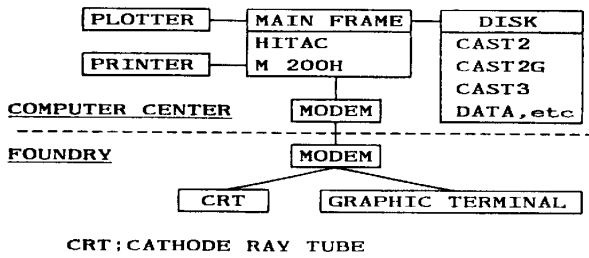 PLOTTER MAIN FRAME DISK
HITAC CAST2
PRINTER M 200H CAST2G
CAST3
COMPUTER CENTER MODEM DATA,etc
FOUNDRY MODEM
CRT GRAPHIC TERMINAL
CRT;CATHODE RAY TUBE